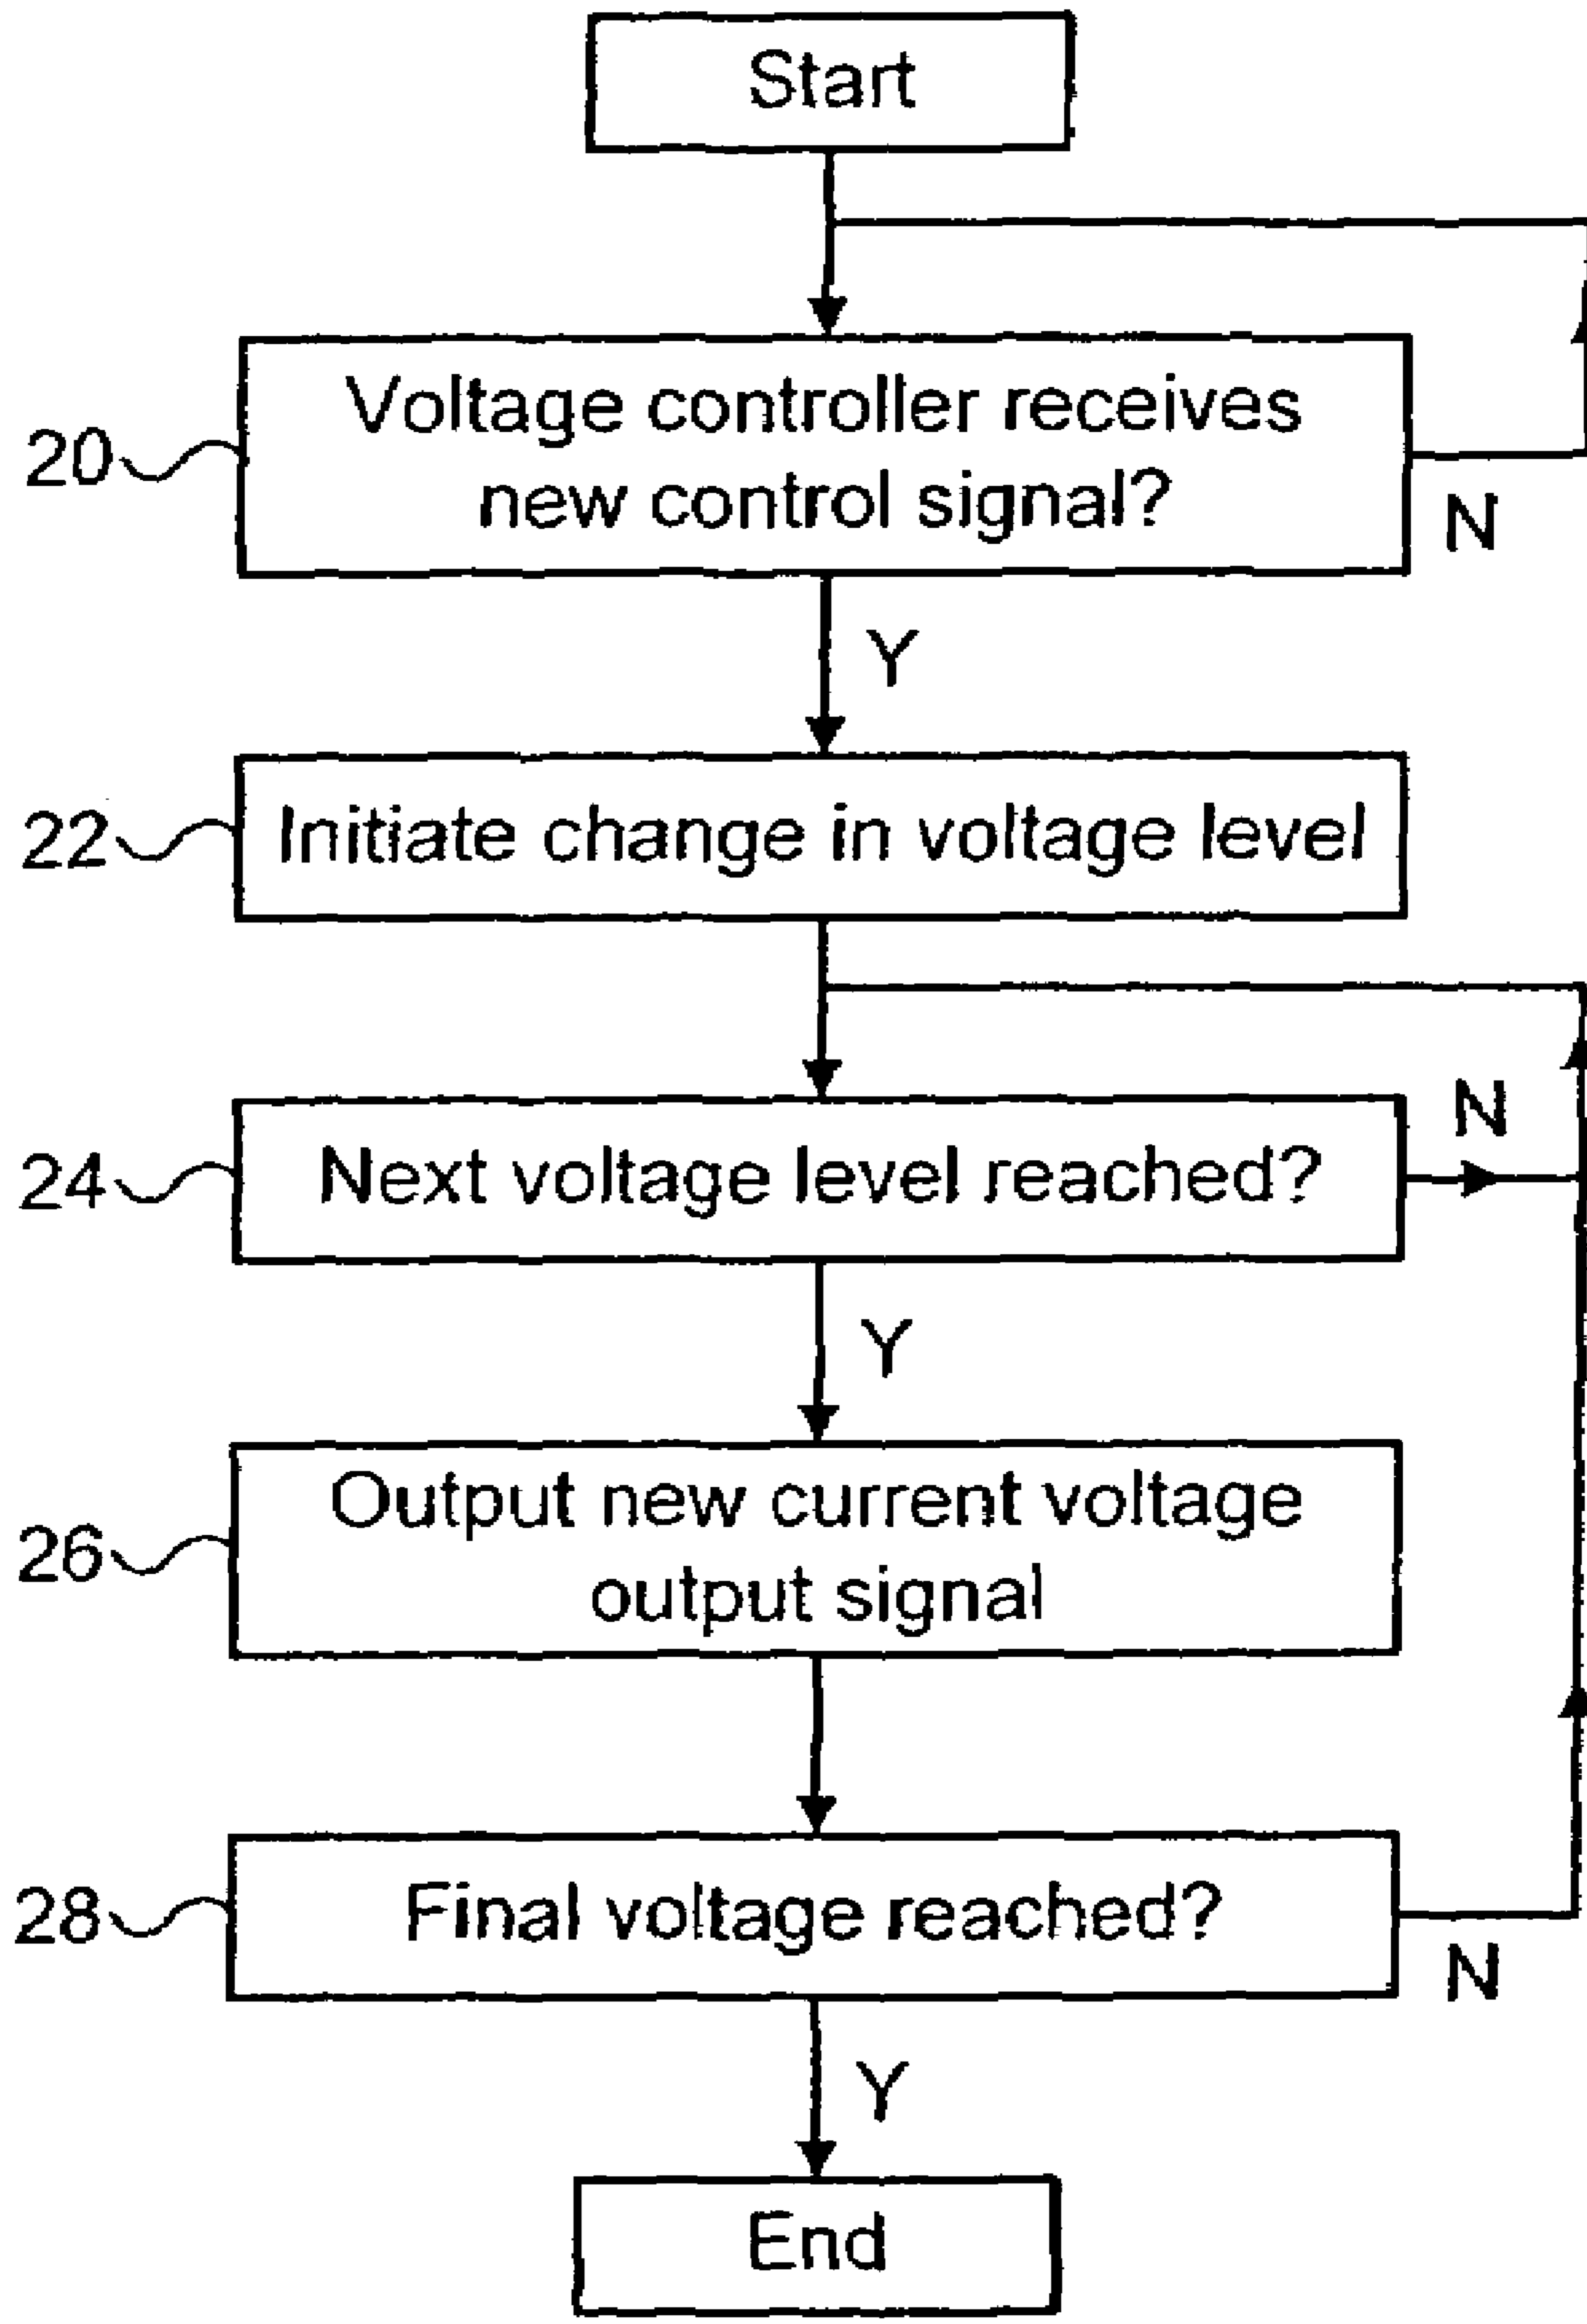 Start
20
Voltage controller receives
new control signal?
N
Y
22
Initiate change in voltage level
N
24
Next voltage level reached?
Y
26
Output new current voltage
output signal
28
Final voltage reached?
N
Y
End